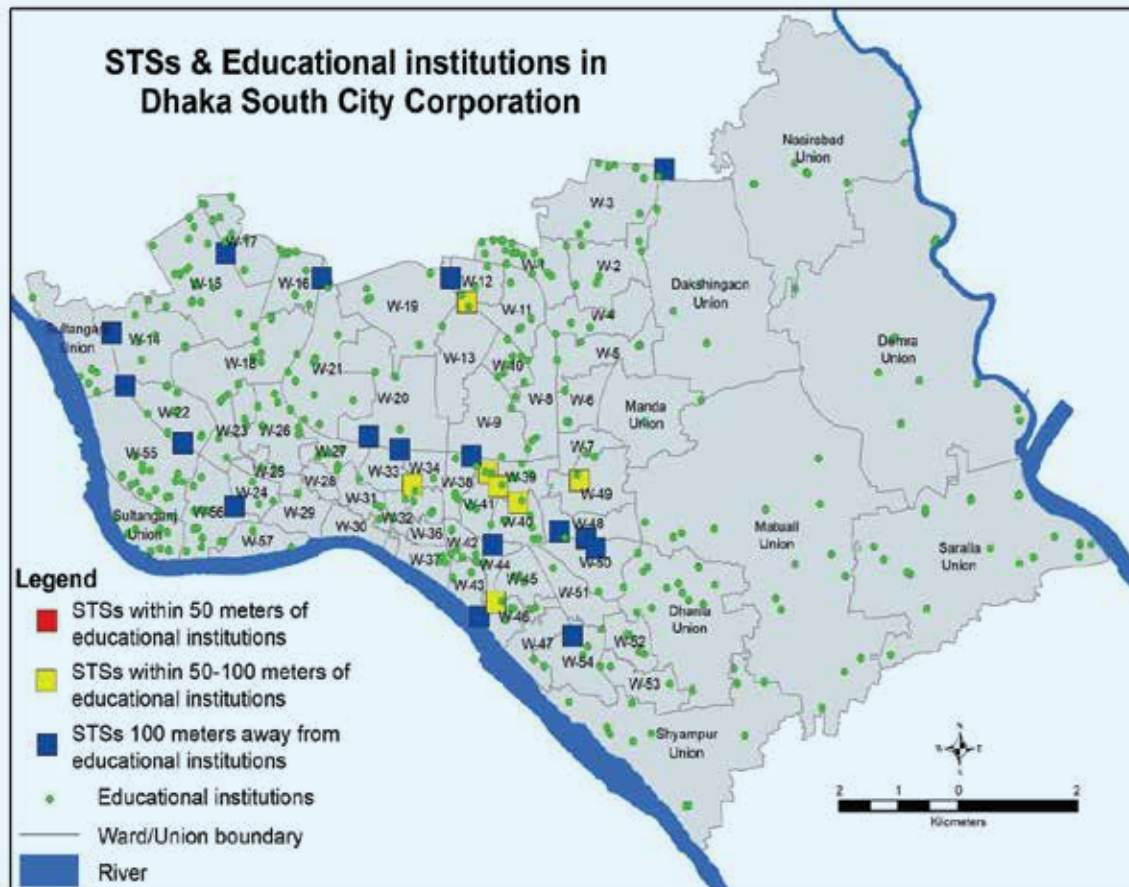 STSs & Educational institutions in
Dhaka South City Corporation
Nasirabad
Union
W-3
W-17
W-1
W-2
W-15
W-16
W-12
Dakshingaon
Union
W-19
W-11
Sultanganj
Union
W-14
W-4
Demra
Union
W-18
W-21
W-13
W-10
W-5
W-20
W-8
W-6
Manda
Union
W-22
W-9
W-23
W-26
W-7
W-55
W-27
W-25
W-33
W-34
W-38
W-39
W-28
W-49
W-24
W-31
W-41
W-56
W-29
W-32
W-40
Sultanganj
Union
W-30
W-36
W-48
Matuail
Union
W-57
W-42
Saralia
Union
W-37
W-44
W-50
W-43
W-45
W-51
W-46
Dhania
Union
W-47
W-52
W-54
W-53
Shyampur
Union
Legend
STSs within 50 meters of
educational institutions
STSs within 50-100 meters of
educational institutions
STSs 100 meters away from
educational institutions
Educational institutions
Ward/Union boundary
River
E
2 1 0 2
Kilometers